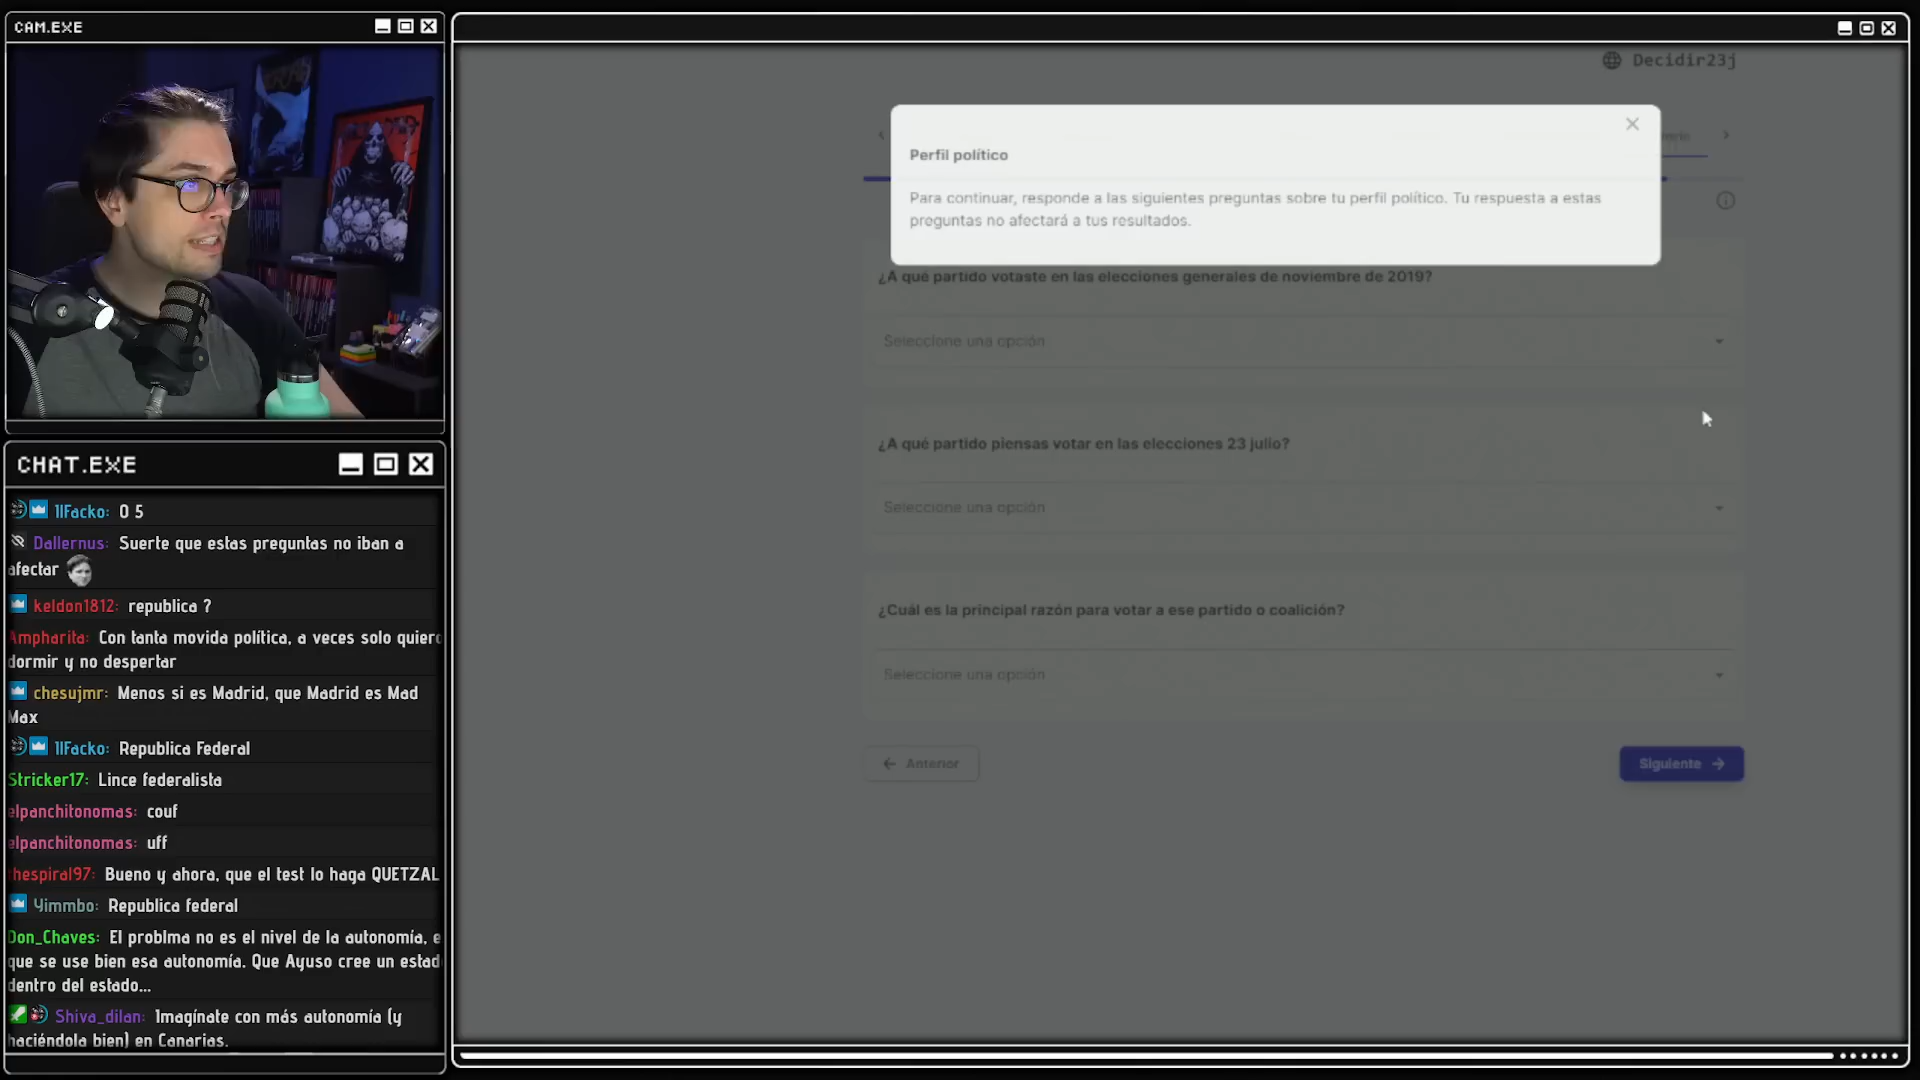 CAM.EXE
CHAT.EXE
11Facko: 0 5
Dallernus: Suerte que estas preguntas no iban a
afectar
keldon1812: republica ?
Ampharita: Con tanta movida política, a veces solo quiero
dormir y no despertar
chesujmr: Menos si es Madrid, que Madrid es Mad
Max
11Facko: Republica Federal
Stricker17: Lince federalista
elpanchitonomas: couf
elpanchitonomas: uff
hespiral97: Bueno y ahora, que el test lo haga QUETZAL
Yimmbo: Republica federal
Don_Chaves: El problma no es el nivel de la autonomía, e
que se use bien esa autonomía. Que Ayuso cree un estad
dentro del estado...
Shiva_dilan: Imagínate con más autonomía (y
haciéndola bien) en Canarias.
Decidir23j
Perfil político
Para continuar, responde a las siguientes preguntas sobre tu perfil político. Tu respuesta a estas
preguntas no afectará a tus resultados.
¿A qué partido votaste en las elecciones generales de noviembre de 2019?
Seleccione una opción
¿A qué partido piensas votar en las elecciones 23 julio?
Seleccione una opción
¿Cuál es la principal razón para votar a ese partido o coalición?
Seleccione una opción
Anterior
Siguiente